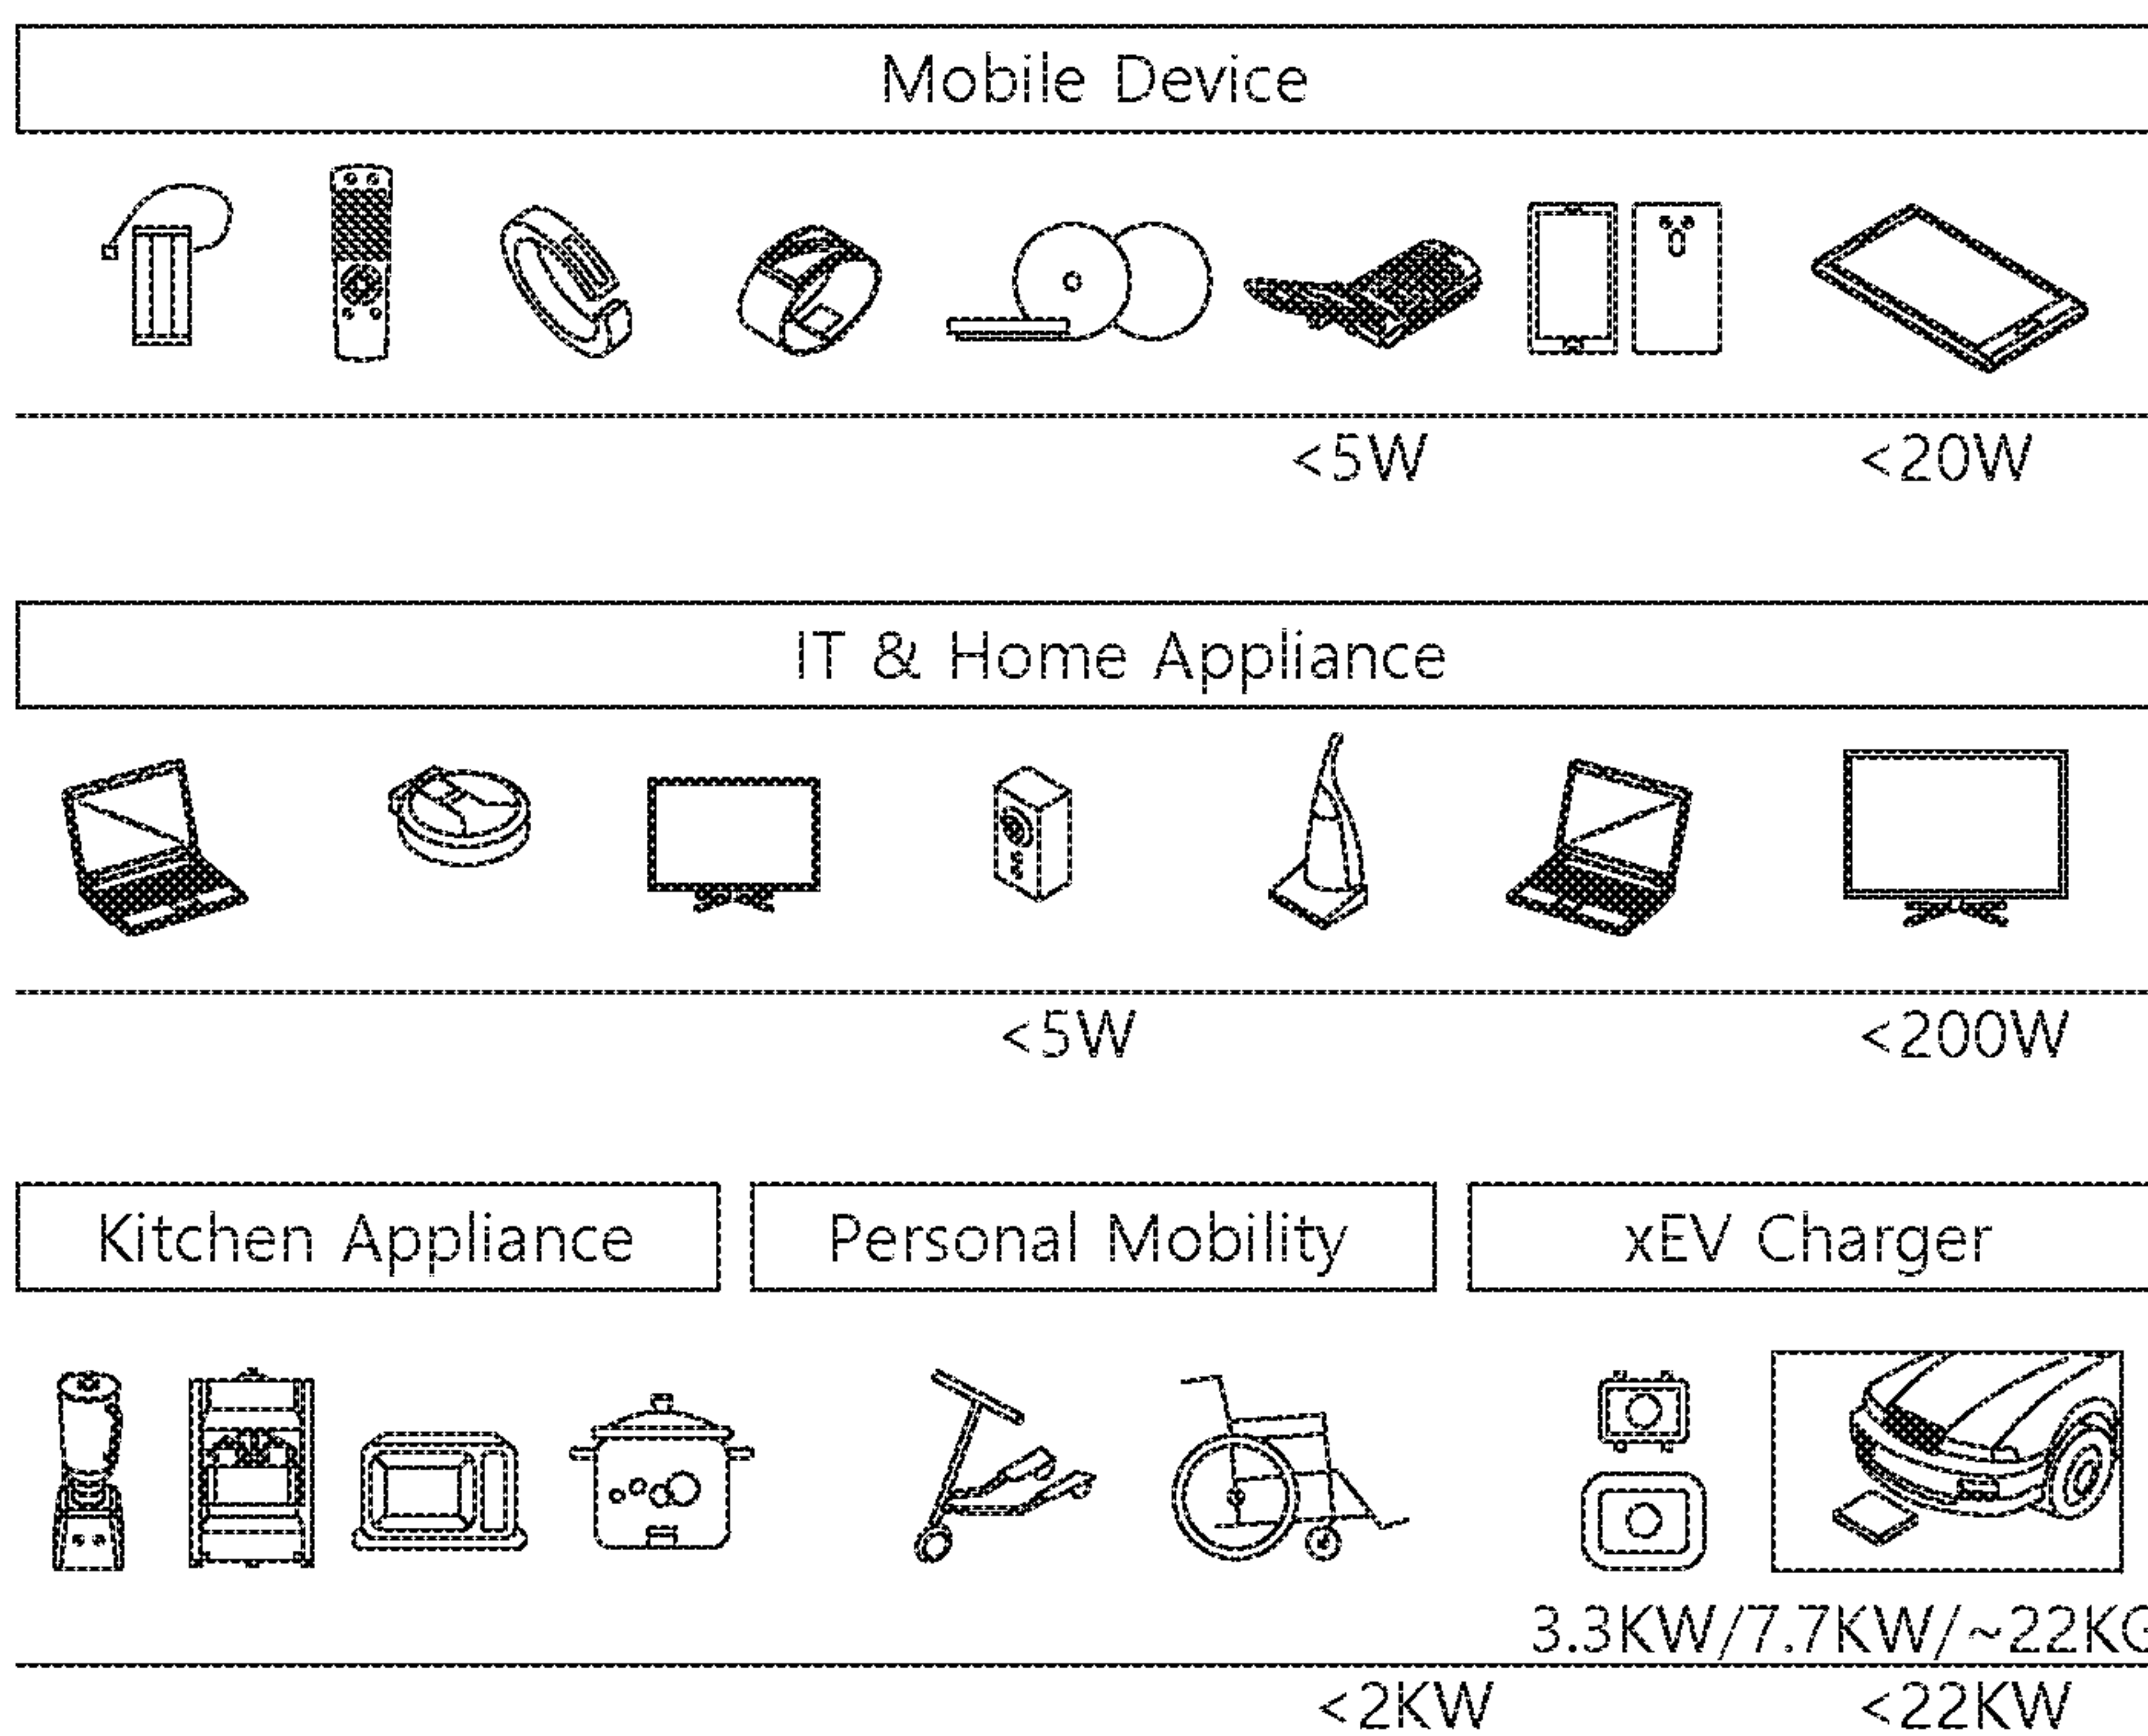 Mobile Device
<5W <20W
IT & Home Appliance
<5W <200W
Kitchen Appliance Personal Mobility xEV Charger
3.3KW/7.7KW/~22KG
<2KW <22KW